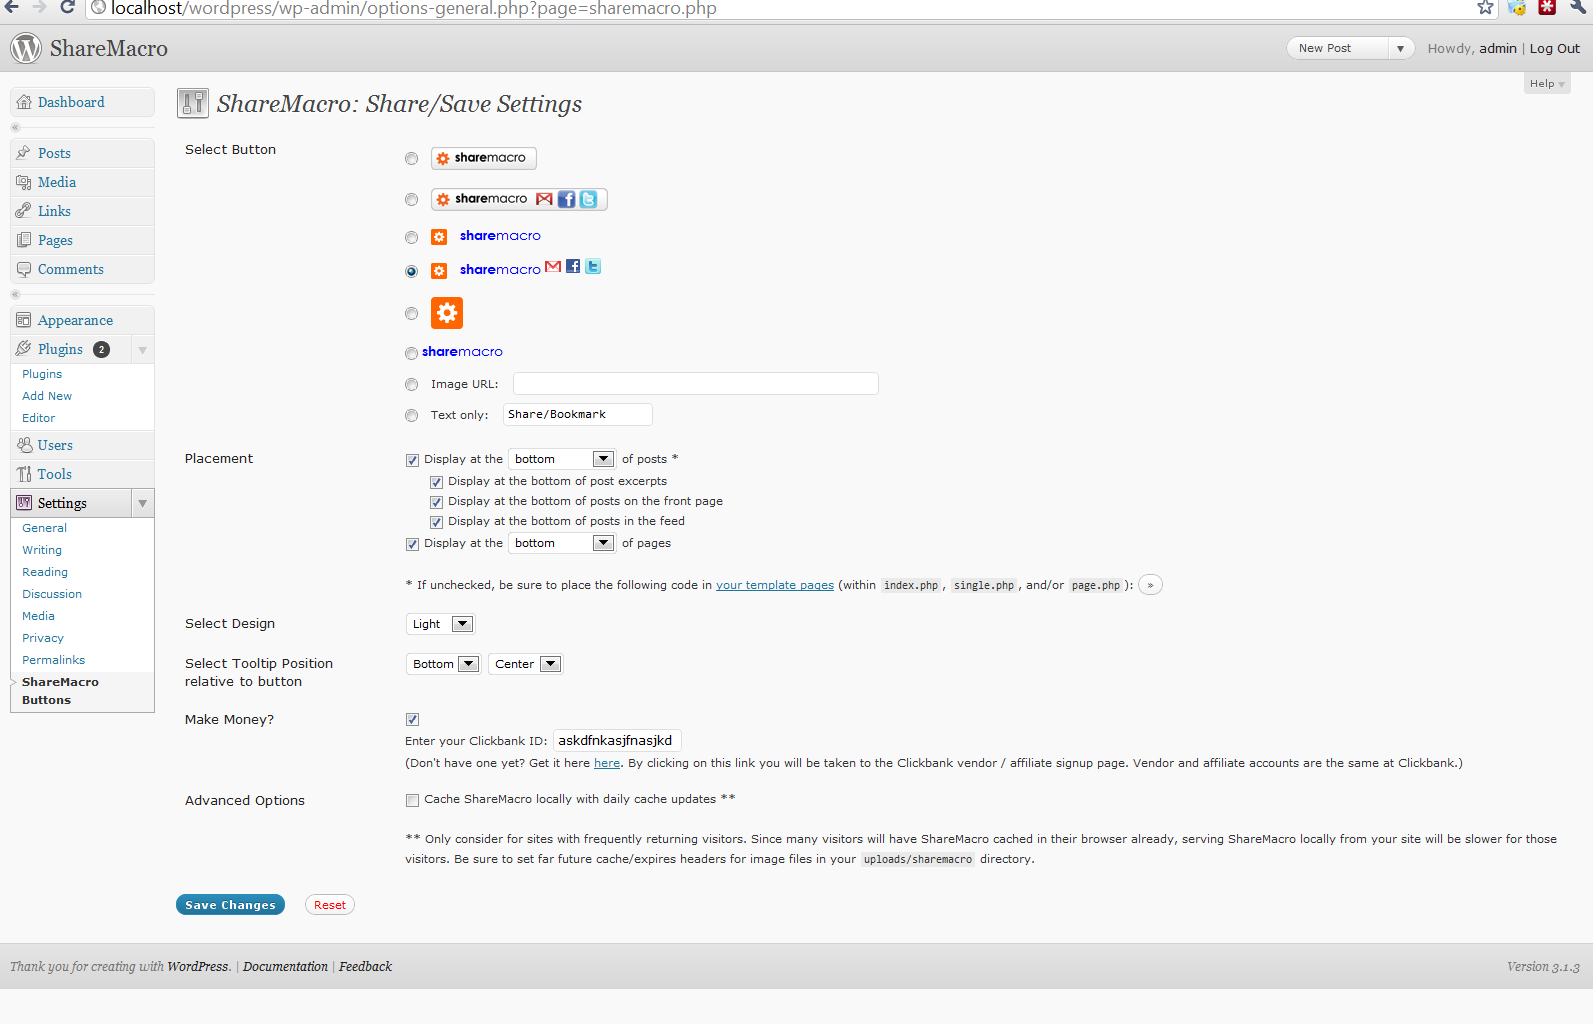 localhost/wordpress/wp-admin/options-general.php?page=sharemacro.php
ShareMacro
New Post
Howdy, admin | Log Out
Help
Dashboard
Posts
Media
Links
Pages
Comments
Appearance
Plugins 2
Plugins
Add New
Editor
Users
Tools
Settings
General
Writing
Reading
Discussion
Media
Privacy
Permalinks
ShareMacro
Buttons
ShareMacro: Share/Save Settings
Select Button
sharemacro
sharemacro
sharemacro
sharemacro
sharemacro
Image URL:
Text only: Share/Bookmark
Placement
Display at the bottom of posts *
Display at the bottom of post excerpts
Display at the bottom of posts on the front page
Display at the bottom of posts in the feed
Display at the bottom of pages
* If unchecked, be sure to place the following code in your template pages (within index.php, single.php, and/or page.php): »
Select Design
Light
Select Tooltip Position
relative to button
Bottom Center
Make Money?
Enter your Clickbank ID: askdfnkasjfnasjkd
(Don't have one yet? Get it here here. By clicking on this link you will be taken to the Clickbank vendor / affiliate signup page. Vendor and affiliate accounts are the same at Clickbank.)
Advanced Options
Cache ShareMacro locally with daily cache updates **
** Only consider for sites with frequently returning visitors. Since many visitors will have ShareMacro cached in their browser already, serving ShareMacro locally from your site will be slower for those
visitors. Be sure to set far future cache/expires headers for image files in your uploads/sharemacro directory.
Save Changes Reset
Thank you for creating with WordPress. | Documentation | Feedback
Version 3.1.3